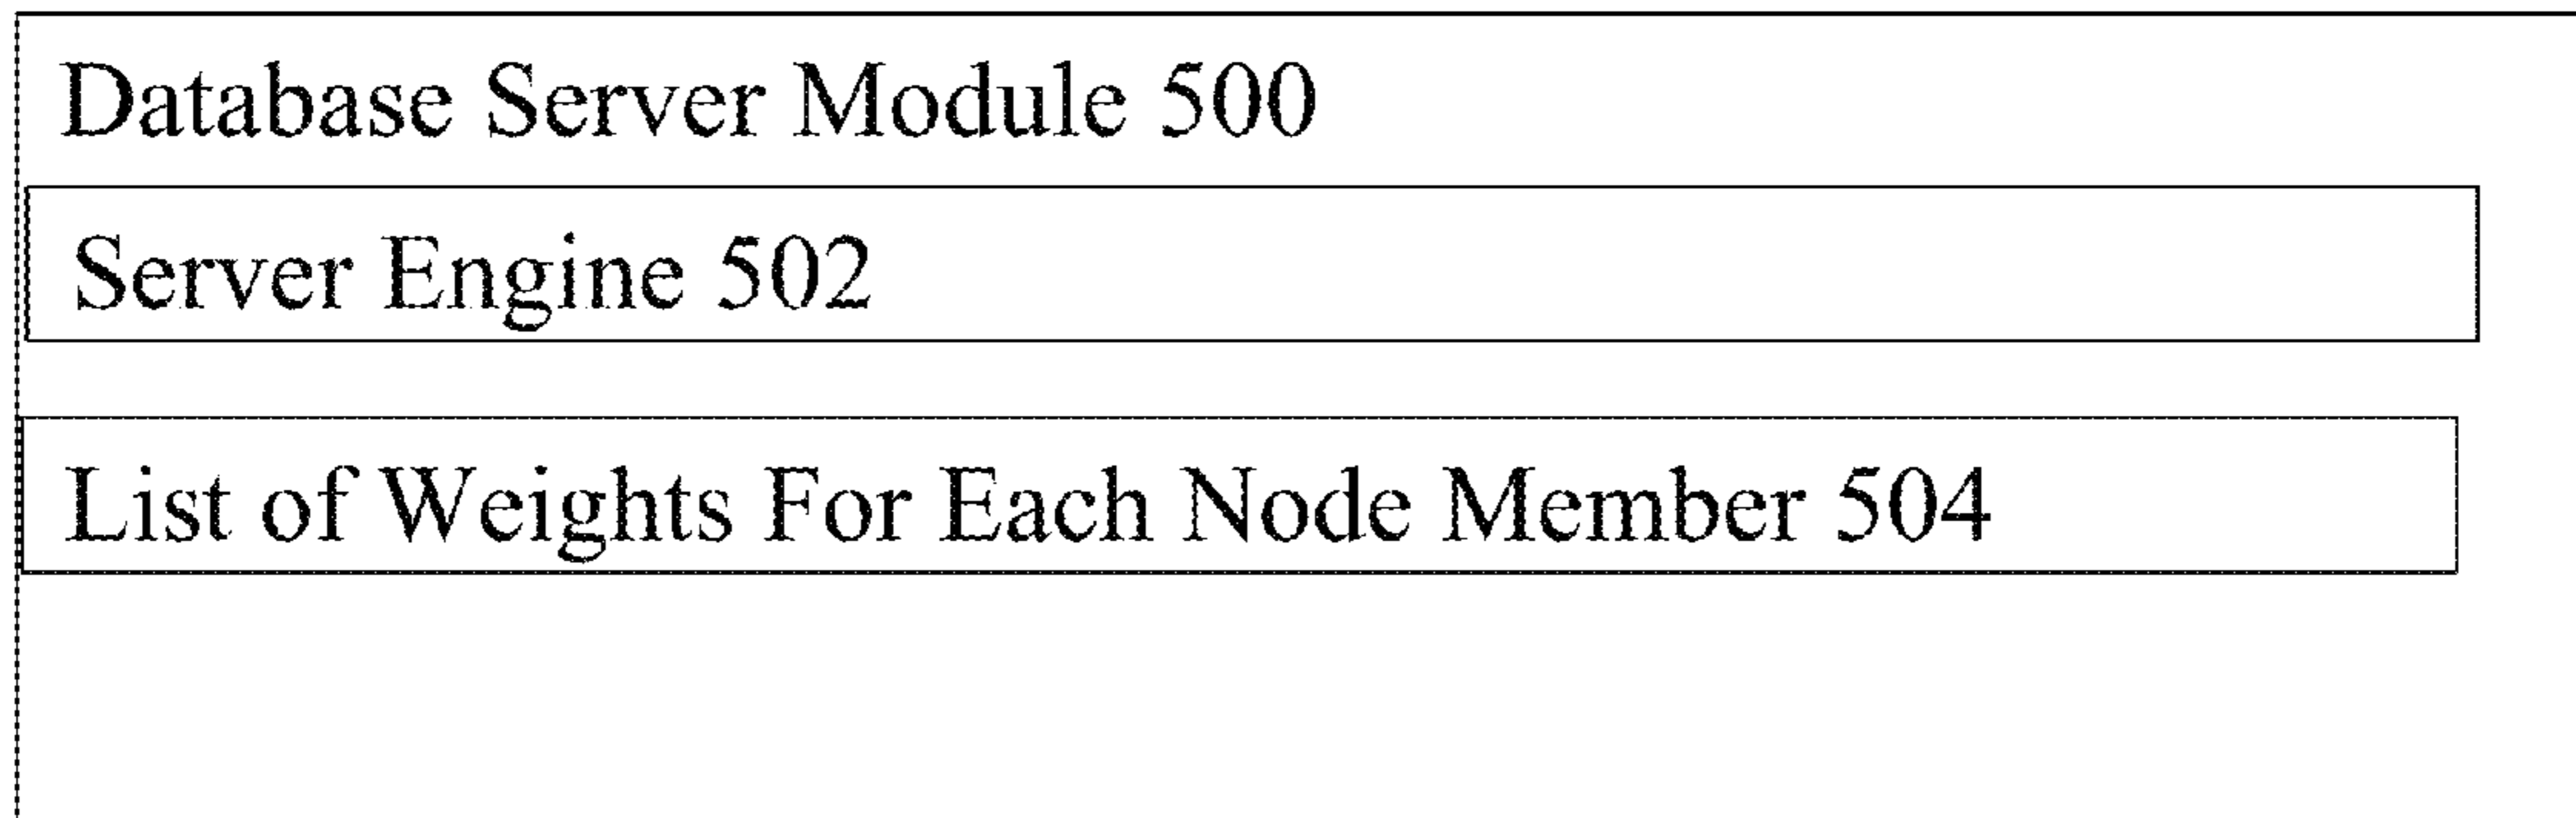 Database Server Module 500
Server Engine 502
List of Weights For Each Node Member 504